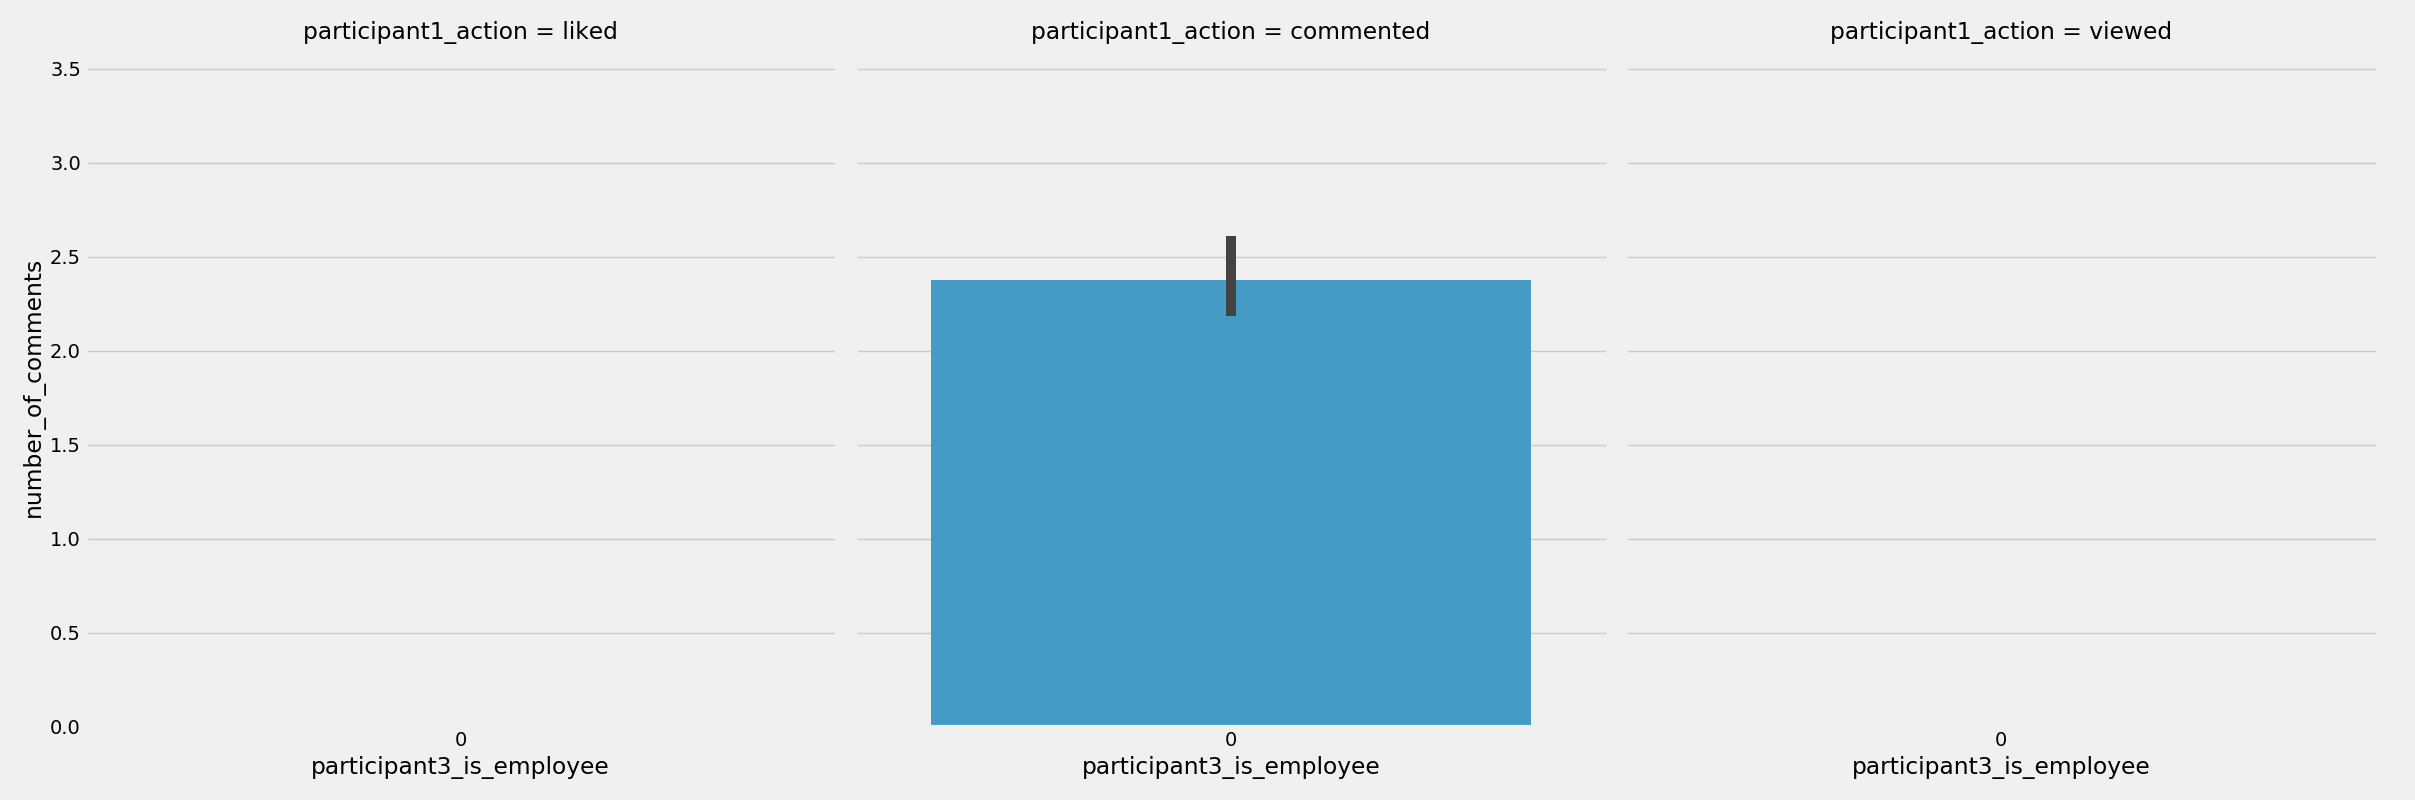 participant1_action = liked
participant1_action = commented
participant1_action = viewed
number_of_comments
3.5
3.0
2.5
2.0
1.5
1.0
0.5
0.0
0
0
0
participant3_is_employee
participant3_is_employee
participant3_is_employee